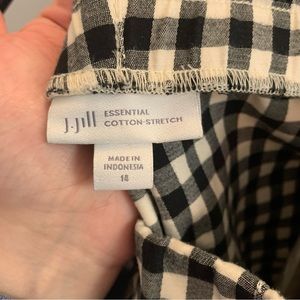 J.Jill
ESSENTIAL
COTTON-STRETCH
MADE IN
INDONESIA
14